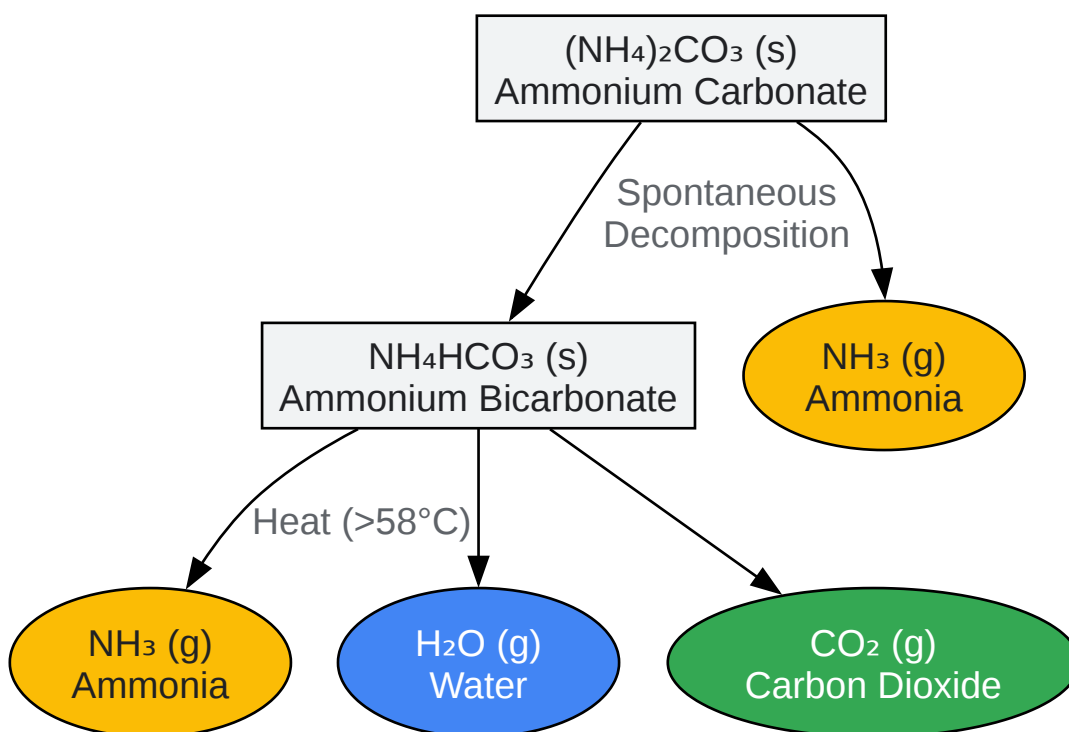 (NH₄)₂CO₃ (s)
Ammonium Carbonate
Spontaneous
Decomposition
NH₄HCO₃ (s)
Ammonium Bicarbonate
NH₃ (g)
Ammonia
Heat (>58°C)
NH₃ (g)
Ammonia
H₂O (g)
Water
CO₂ (g)
Carbon Dioxide